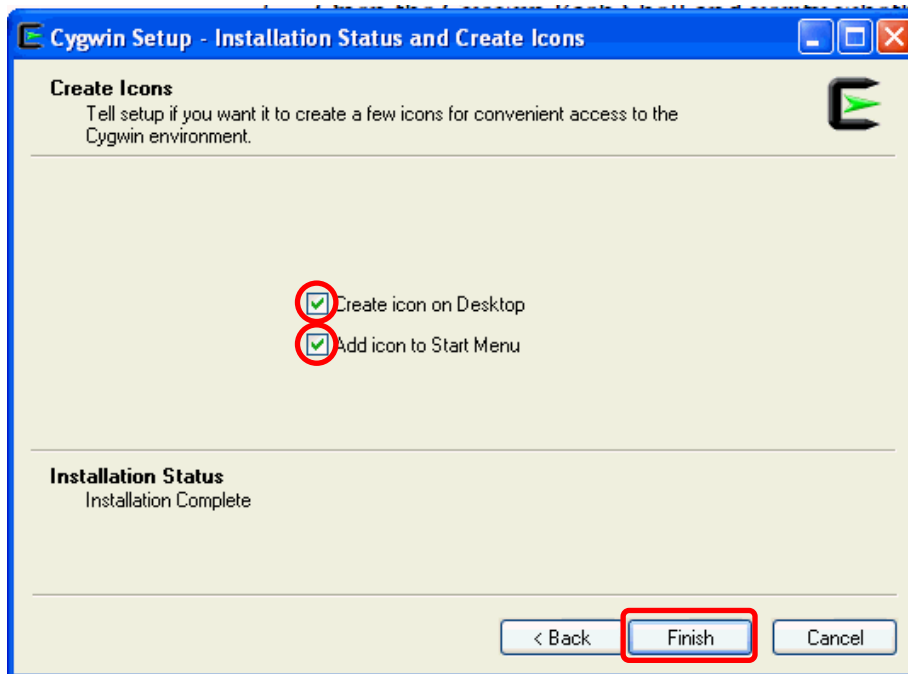 Cygwin Setup - Installation Status and Create Icons
Create Icons
Tell setup if you want it to create a few icons for convenient access to the
Cygwin environment.
Create icon on Desktop
Add icon to Start Menu
Installation Status
Installation Complete
< Back Finish Cancel